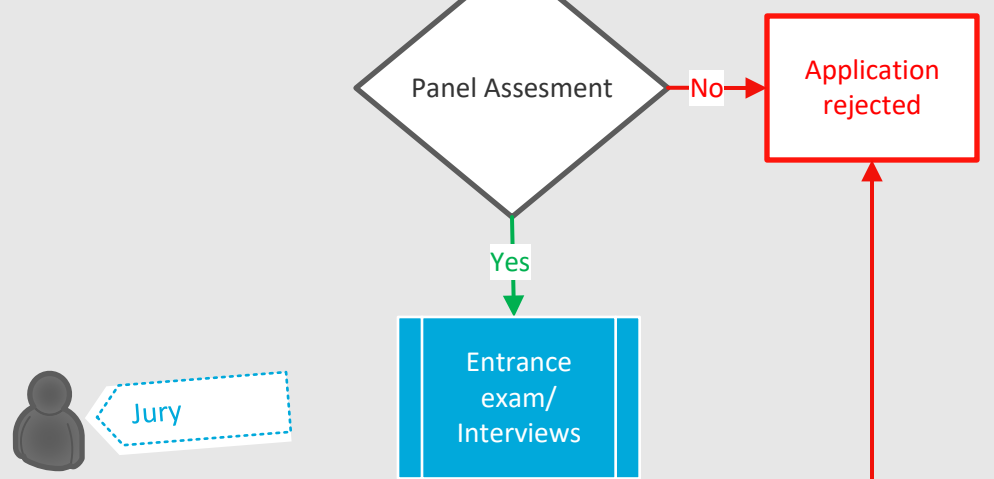 Panel Assesment
No
Application
rejected
Yes
Entrance
exam/
Interviews
Jury